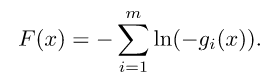 F(x) = − ∑_{i=1}^{m} ln(−g_i(x)).